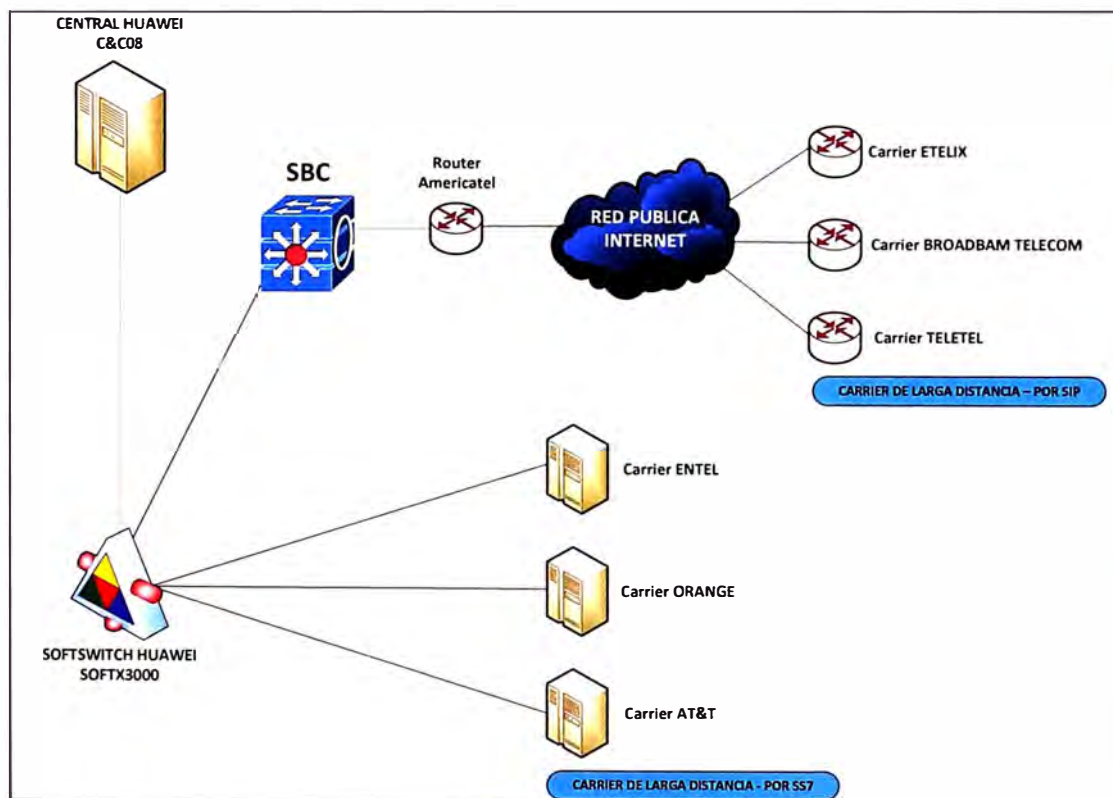 CENTRAL HUAWEI
C&C08
SBC
Router
Americatel
RED PUBLICA
INTERNET
Carrier ETELIX
Carrier BROADBAM TELECOM
Carrier TELETEL
CARRIER DE LARGA DISTANCIA – POR SIP
Carrier ENTEL
Carrier ORANGE
SOFTSWITCH HUAWEI
SOFTX3000
Carrier AT&T
CARRIER DE LARGA DISTANCIA - POR SS7